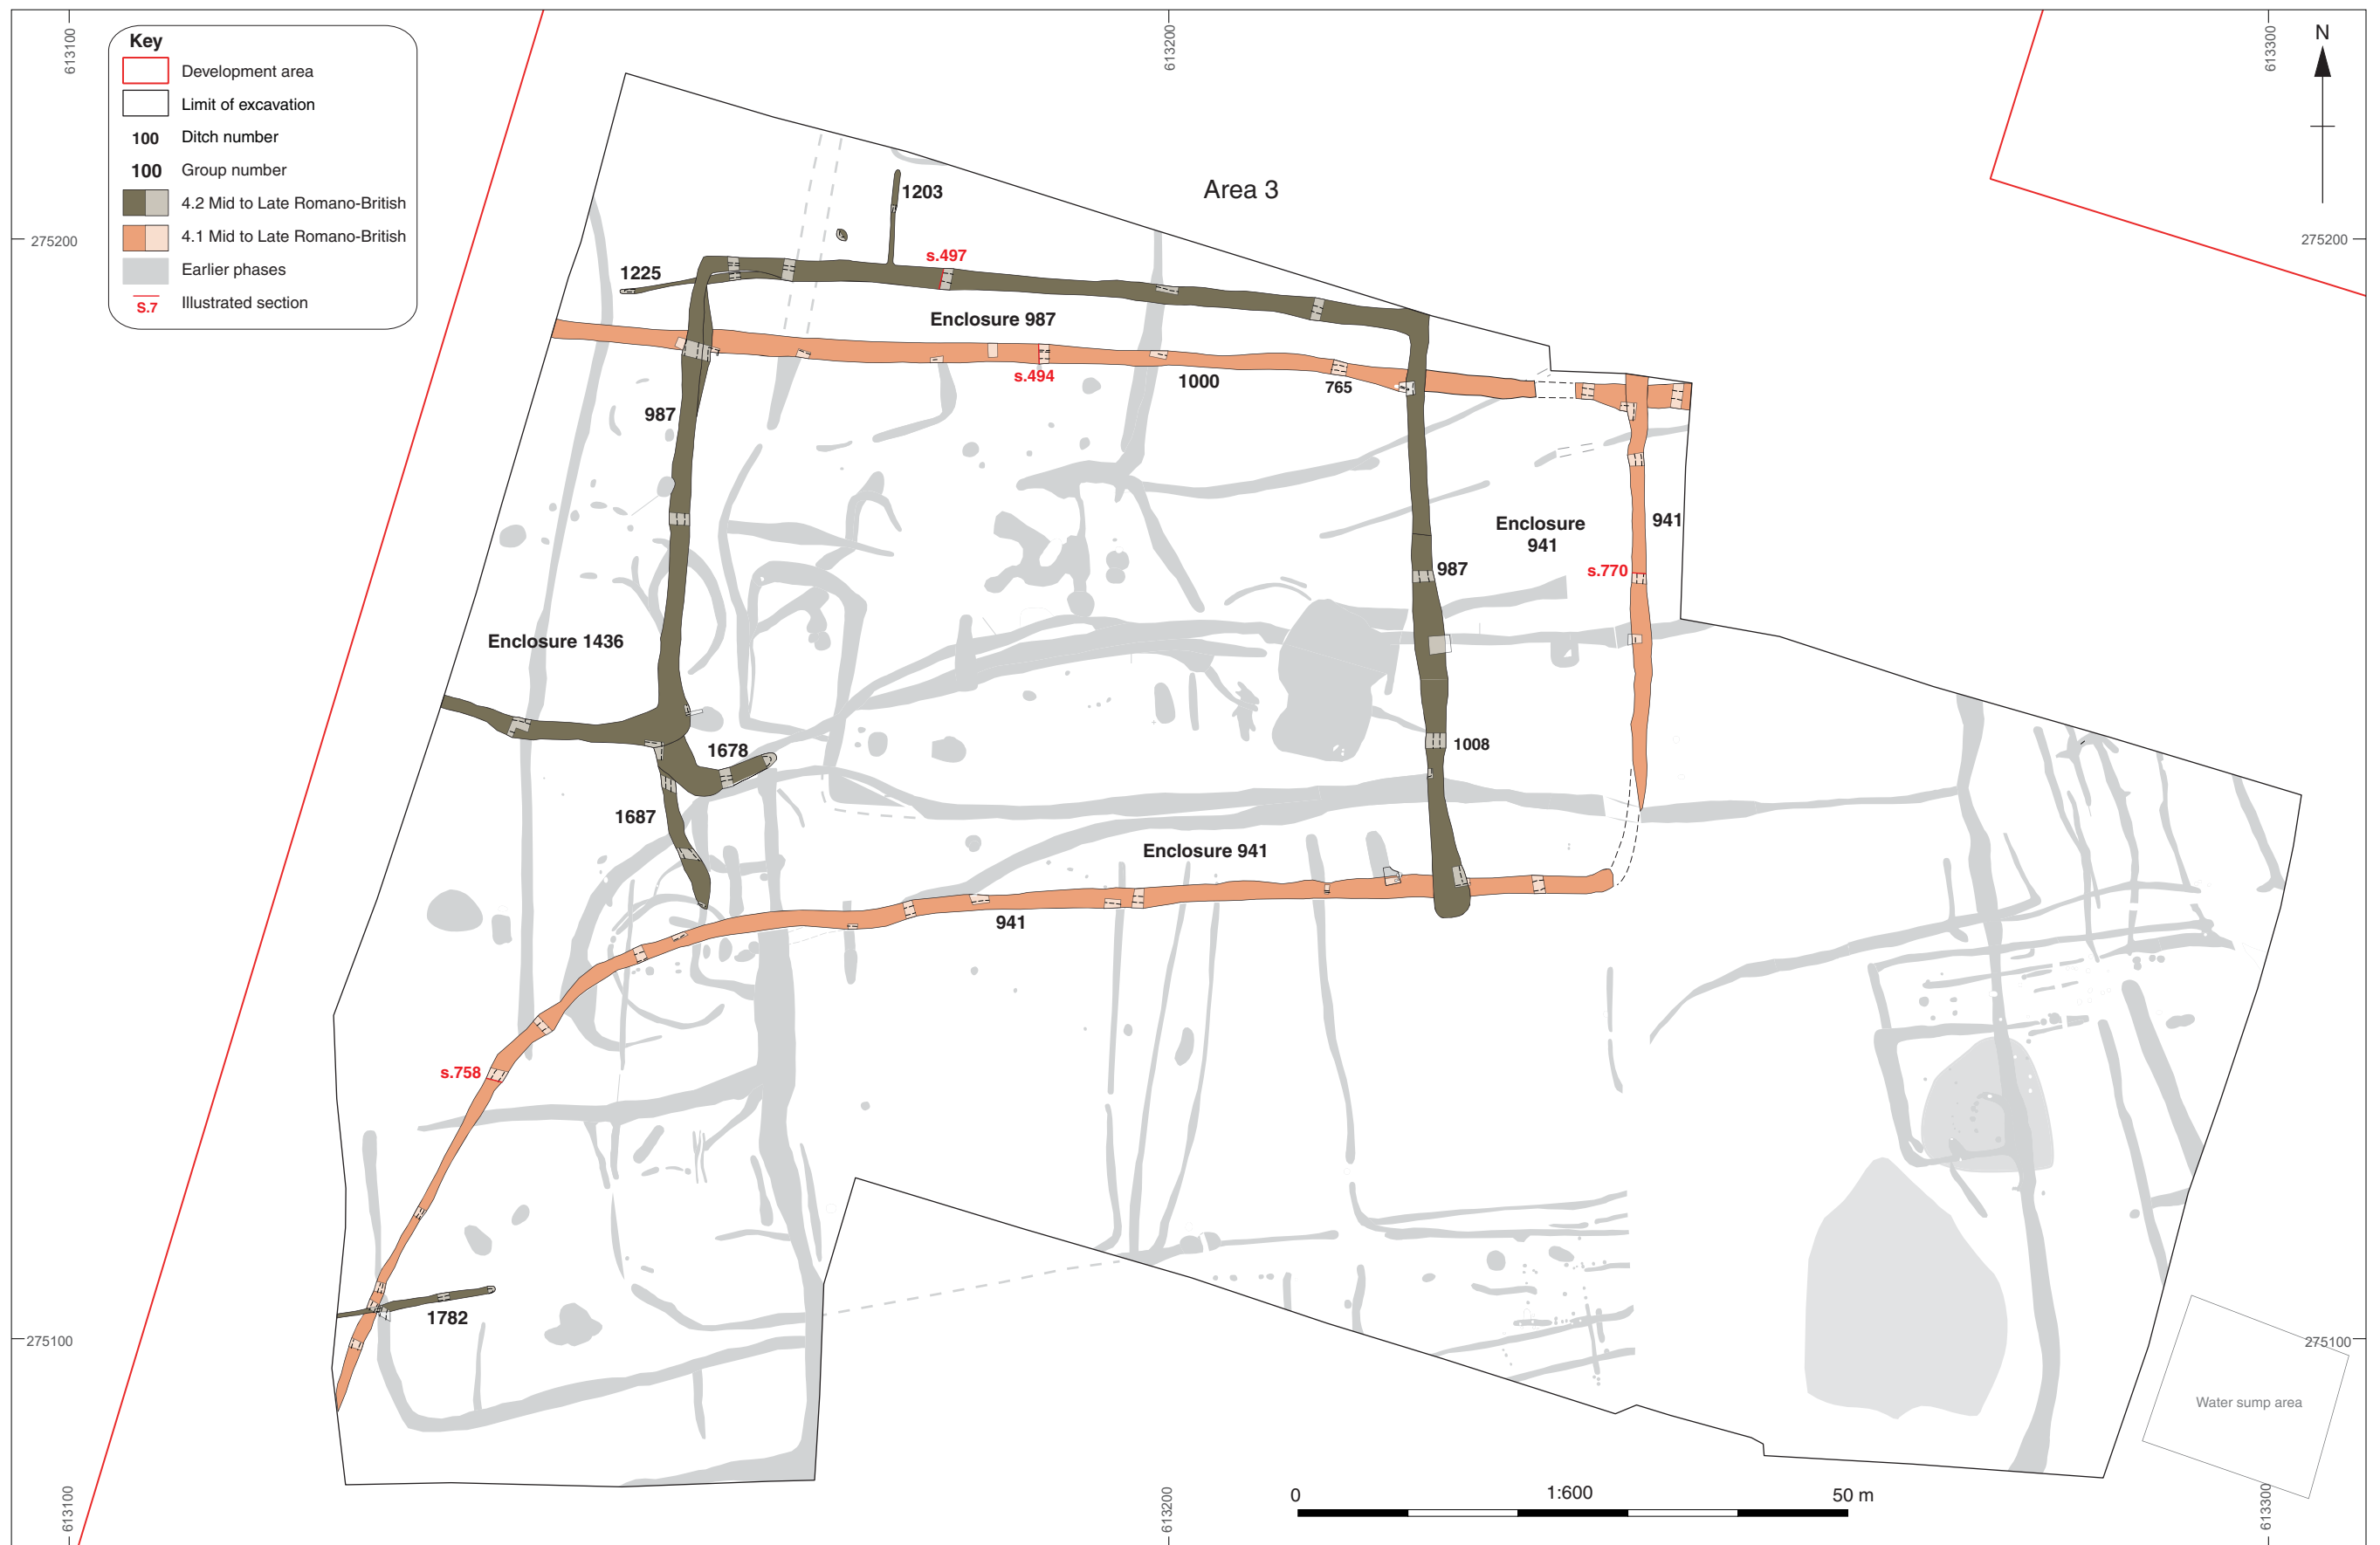 613100
613200
613300
N
Key
Development area
Limit of excavation
100 Ditch number
100 Group number
4.2 Mid to Late Romano-British
4.1 Mid to Late Romano-British
Earlier phases
S.7 Illustrated section
Area 3
1203
275200
275200
s.497
1225
Enclosure 987
s.494
1000
765
987
Enclosure
941
941
s.770
987
Enclosure 1436
1678
1008
1687
Enclosure 941
941
s.758
1782
275100
275100
Water sump area
0
1:600
50 m
613100
613200
613300